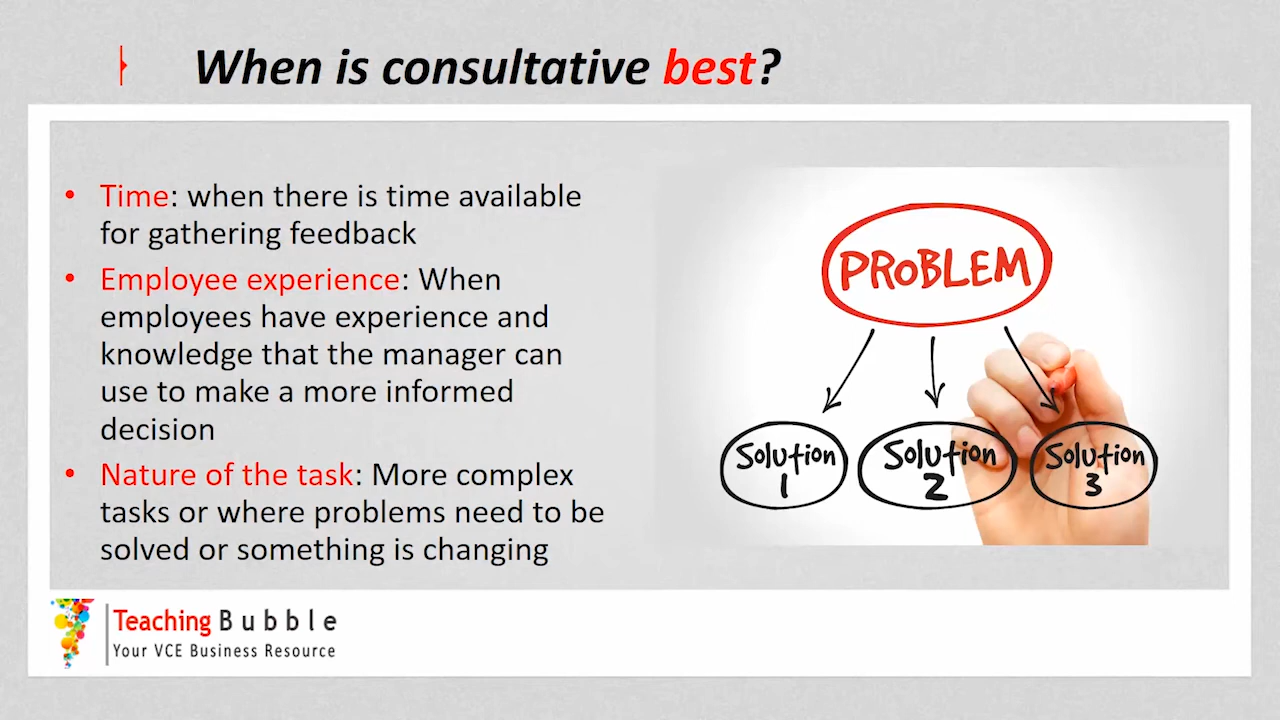 When is consultative best?
• Time: when there is time available
for gathering feedback
• Employee experience: When
employees have experience and
knowledge that the manager can
use to make a more informed
decision
• Nature of the task: More complex
tasks or where problems need to be
solved or something is changing
PROBLEM
Solution
1
Solution
2
Solution
3
Teaching Bubble
Your VCE Business Resource